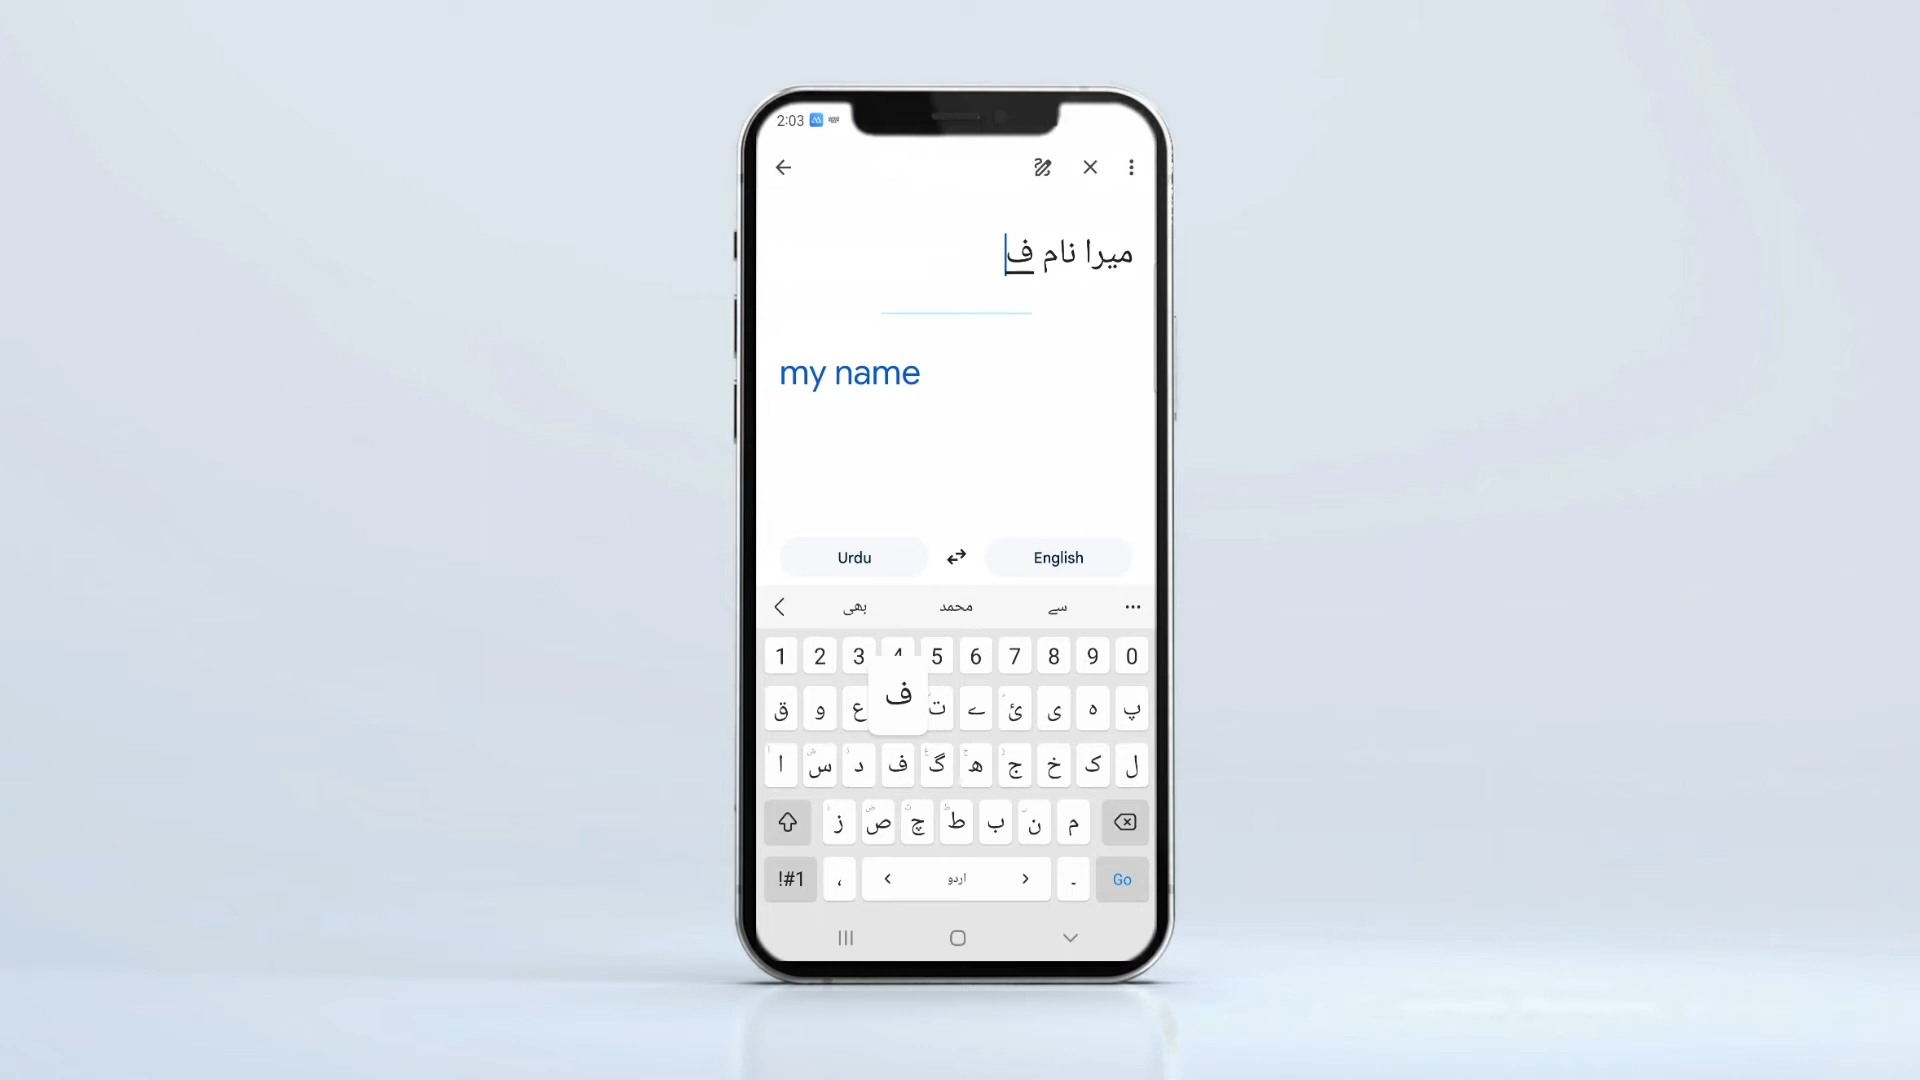 2:03
میرا نام ف
my name
Urdu
English
بھی
محمد
سے
1 2 3 4 5 6 7 8 9 0
ف
ق و ع ت ے ئ ی ہ پ
ا س د ف گ ھ ج خ ک ل
ز ص چ ط ب ن م
!#1 ، < اردو > ۔ Go